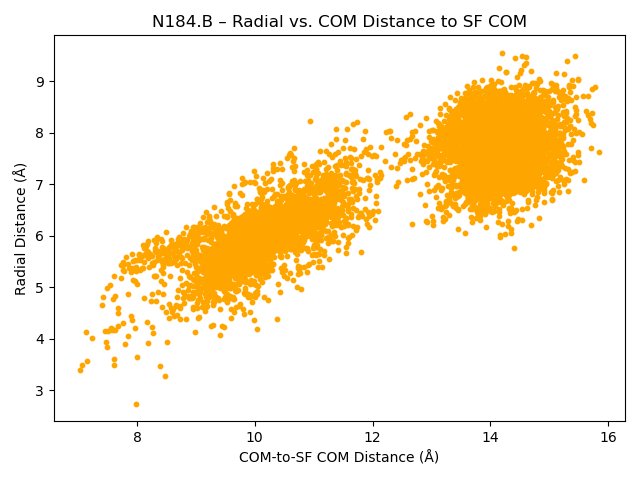 N184.B – Radial vs. COM Distance to SF COM
Radial Distance (Å)
9
8
7
6
5
4
3
8 10 12 14 16
COM-to-SF COM Distance (Å)